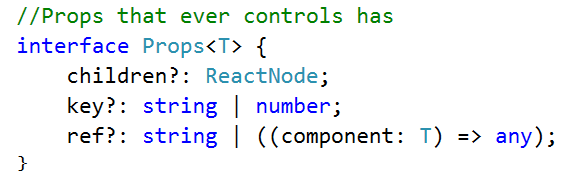 //Props that ever controls has
interface Props<T> {
    children?: ReactNode;
    key?: string | number;
    ref?: string | ((component: T) => any);
}